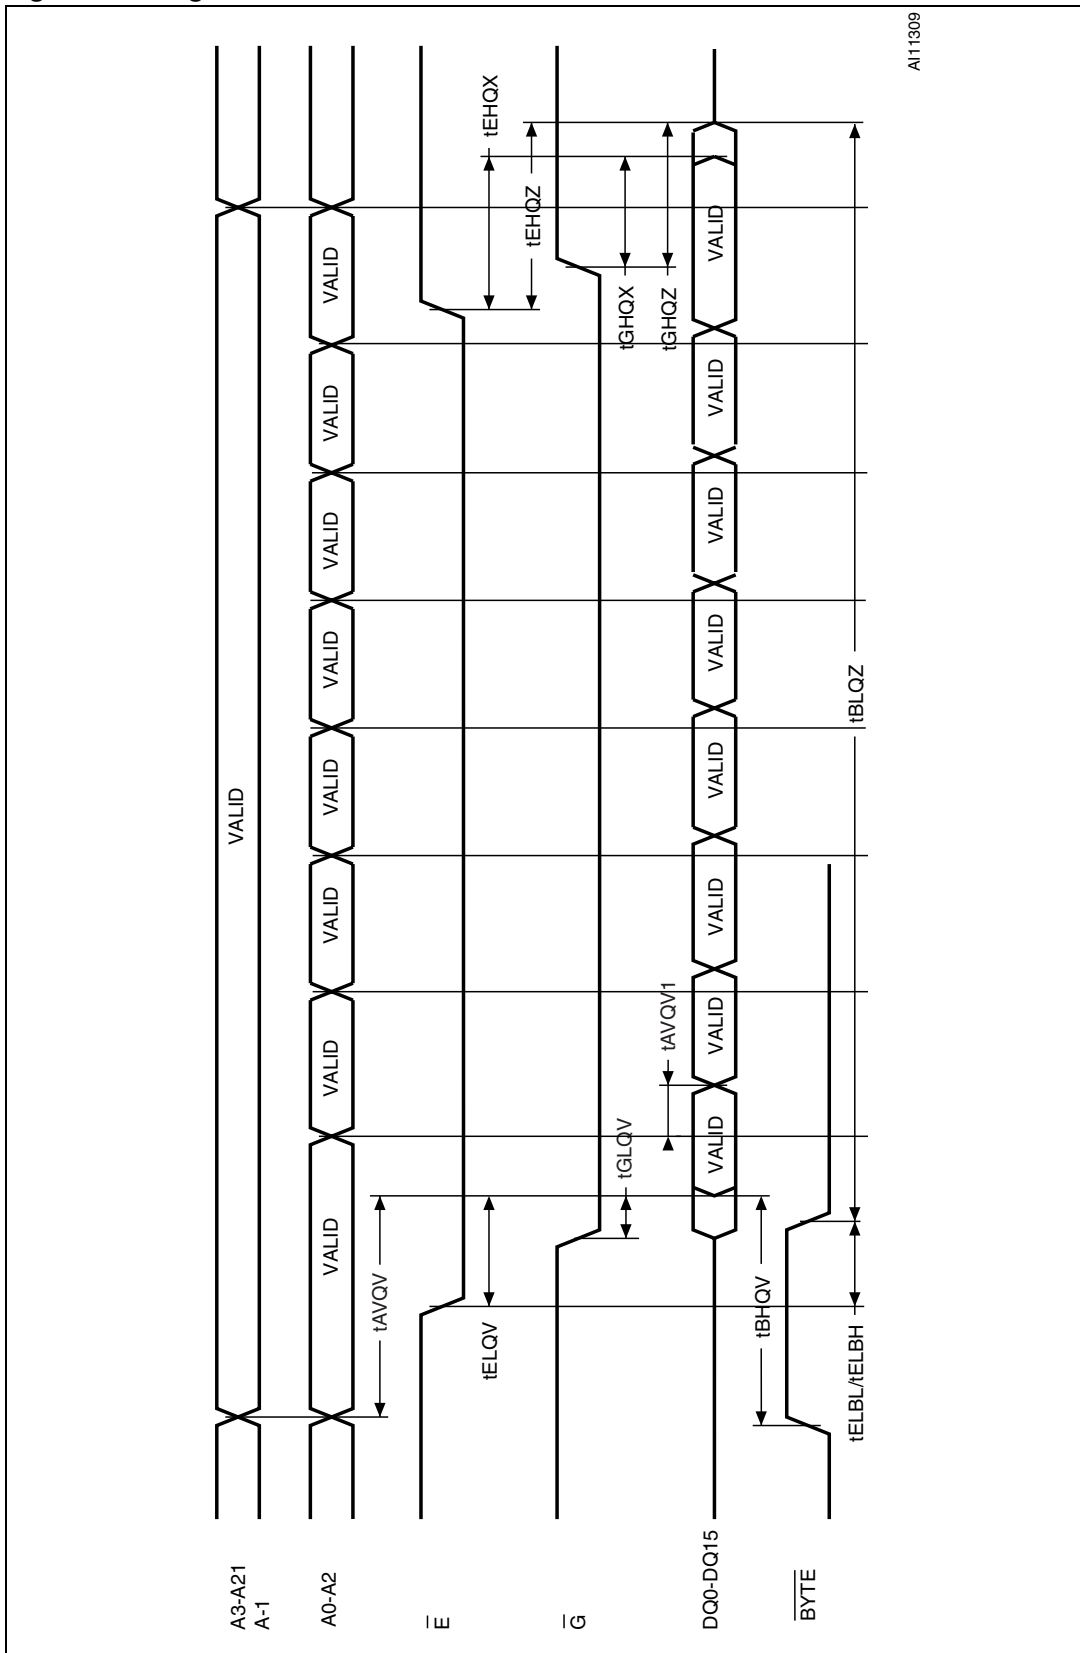 A3-A21
A-1
VALID
A0-A2
VALID
VALID
VALID
VALID
VALID
VALID
VALID
VALID
tAVQV
E
tELQV
tEHQX
tEHQZ
G
tGLQV
tGHQX
tAVQV1
tGHQZ
DQ0-DQ15
VALID
VALID
VALID
VALID
VALID
VALID
VALID
VALID
tBHQV
BYTE
tELBL/tELBH
tBLQZ
AI11309